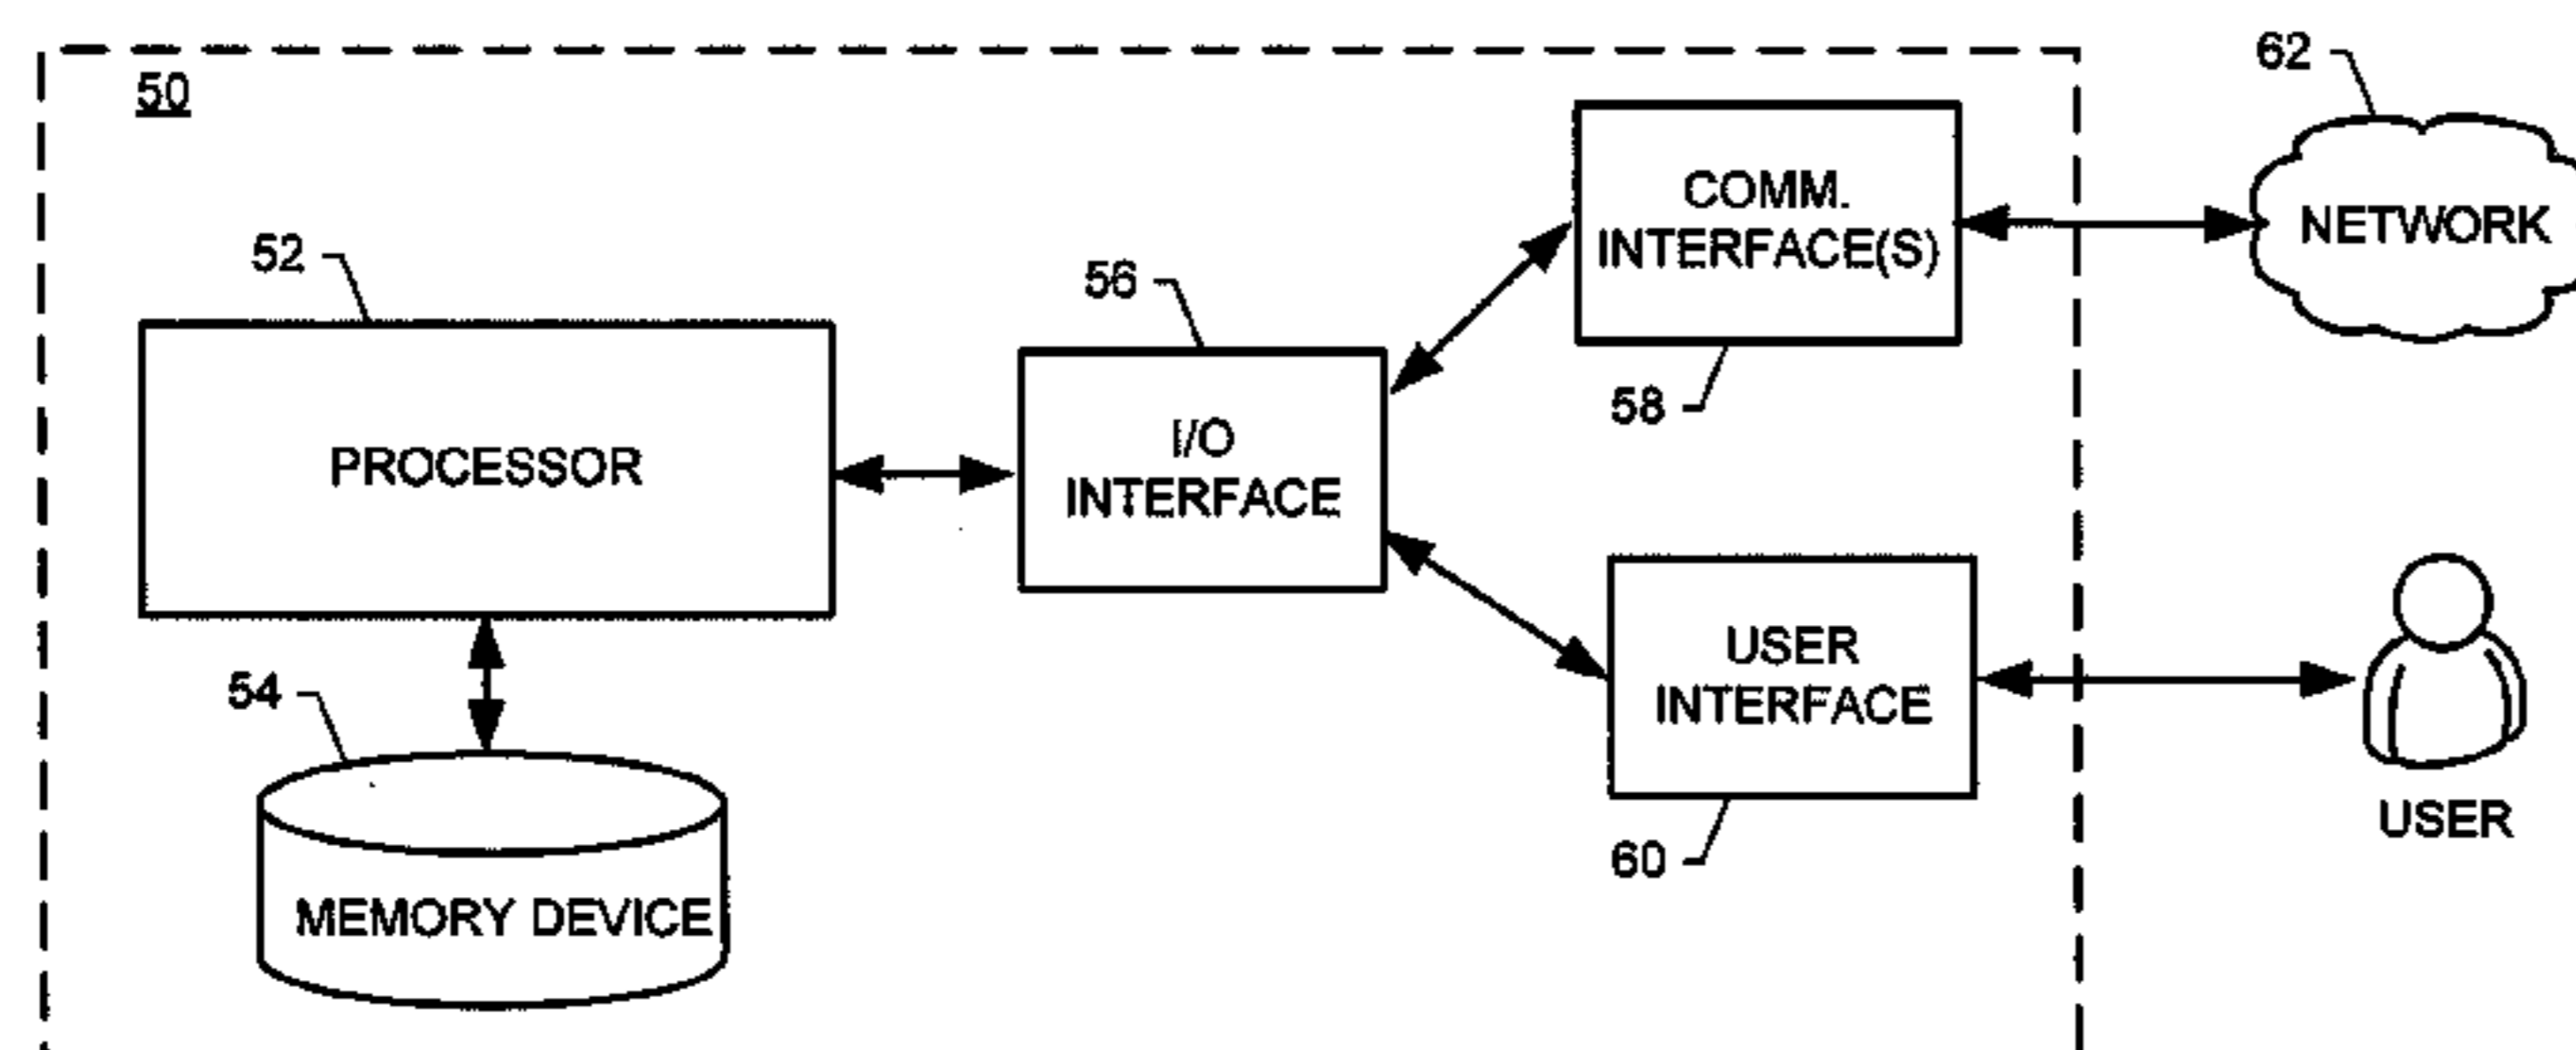 50
62
COMM.
INTERFACE(S)
NETWORK
52
56
58
I/O
INTERFACE
PROCESSOR
USER
INTERFACE
54
60
USER
MEMORY DEVICE